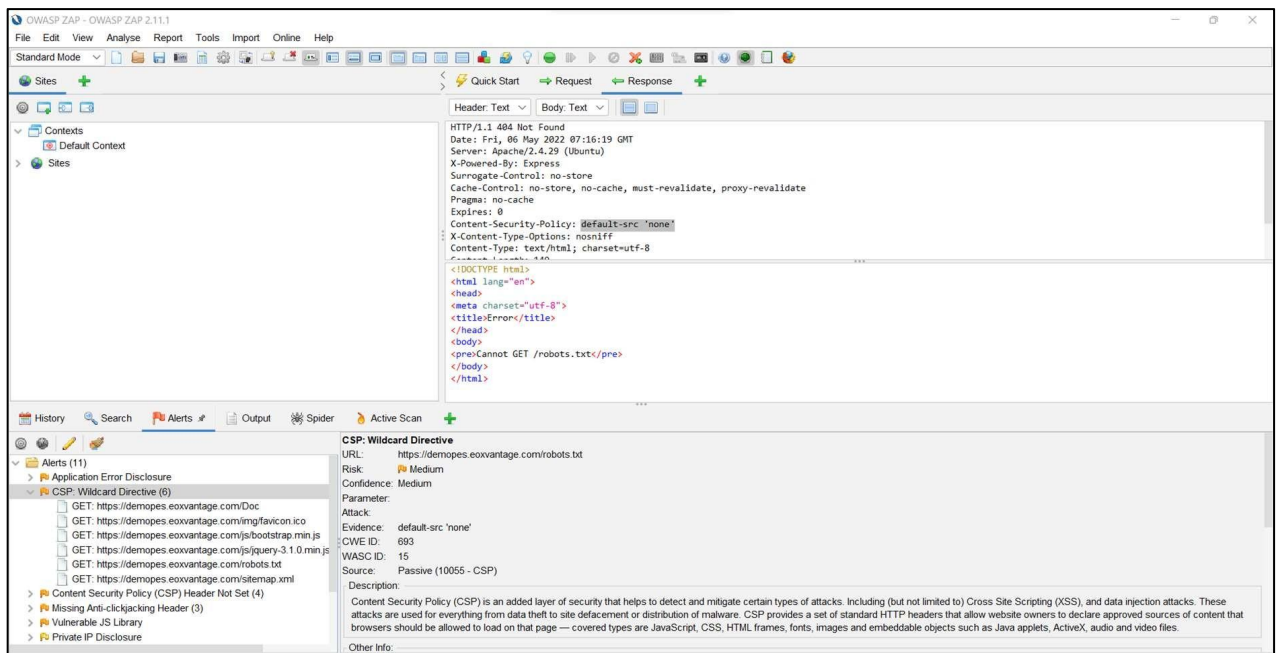 OWASP ZAP - OWASP ZAP 2.11.1
File Edit View Analyse Report Tools Import Online Help
Standard Mode
Sites
Quick Start Request Response
Header: Text Body: Text
Contexts
Default Context
Sites
HTTP/1.1 404 Not Found
Date: Fri, 06 May 2022 07:16:19 GMT
Server: Apache/2.4.29 (Ubuntu)
X-Powered-By: Express
Surrogate-Control: no-store
Cache-Control: no-store, no-cache, must-revalidate, proxy-revalidate
Pragma: no-cache
Expires: 0
Content-Security-Policy: default-src 'none'
X-Content-Type-Options: nosniff
Content-Type: text/html; charset=utf-8
<!DOCTYPE html>
<html lang="en">
<head>
<meta charset="utf-8">
<title>Error</title>
</head>
<body>
<pre>Cannot GET /robots.txt</pre>
</body>
</html>
History Search Alerts Output Spider Active Scan
Alerts (11)
Application Error Disclosure
CSP: Wildcard Directive (6)
GET: https://demopes.eoxvantage.com/Doc
GET: https://demopes.eoxvantage.com/img/favicon.ico
GET: https://demopes.eoxvantage.com/js/bootstrap.min.js
GET: https://demopes.eoxvantage.com/js/jquery-3.1.0.min.js
GET: https://demopes.eoxvantage.com/robots.txt
GET: https://demopes.eoxvantage.com/sitemap.xml
Content Security Policy (CSP) Header Not Set (4)
Missing Anti-clickjacking Header (3)
Vulnerable JS Library
Private IP Disclosure
CSP: Wildcard Directive
URL: https://demopes.eoxvantage.com/robots.txt
Risk: Medium
Confidence: Medium
Parameter:
Attack:
Evidence: default-src 'none'
CWE ID: 693
WASC ID: 15
Source: Passive (10055 - CSP)
Description:
Content Security Policy (CSP) is an added layer of security that helps to detect and mitigate certain types of attacks. Including (but not limited to) Cross Site Scripting (XSS), and data injection attacks. These
attacks are used for everything from data theft to site defacement or distribution of malware. CSP provides a set of standard HTTP headers that allow website owners to declare approved sources of content that
browsers should be allowed to load on that page — covered types are JavaScript, CSS, HTML frames, fonts, images and embeddable objects such as Java applets, ActiveX, audio and video files.
Other Info: